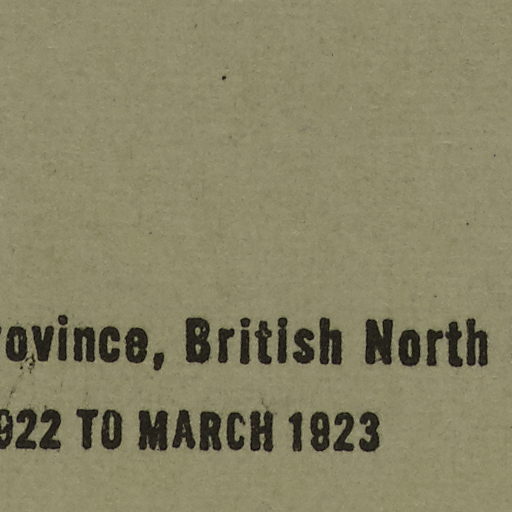 rovince, British North
922 TO MARCH 1923